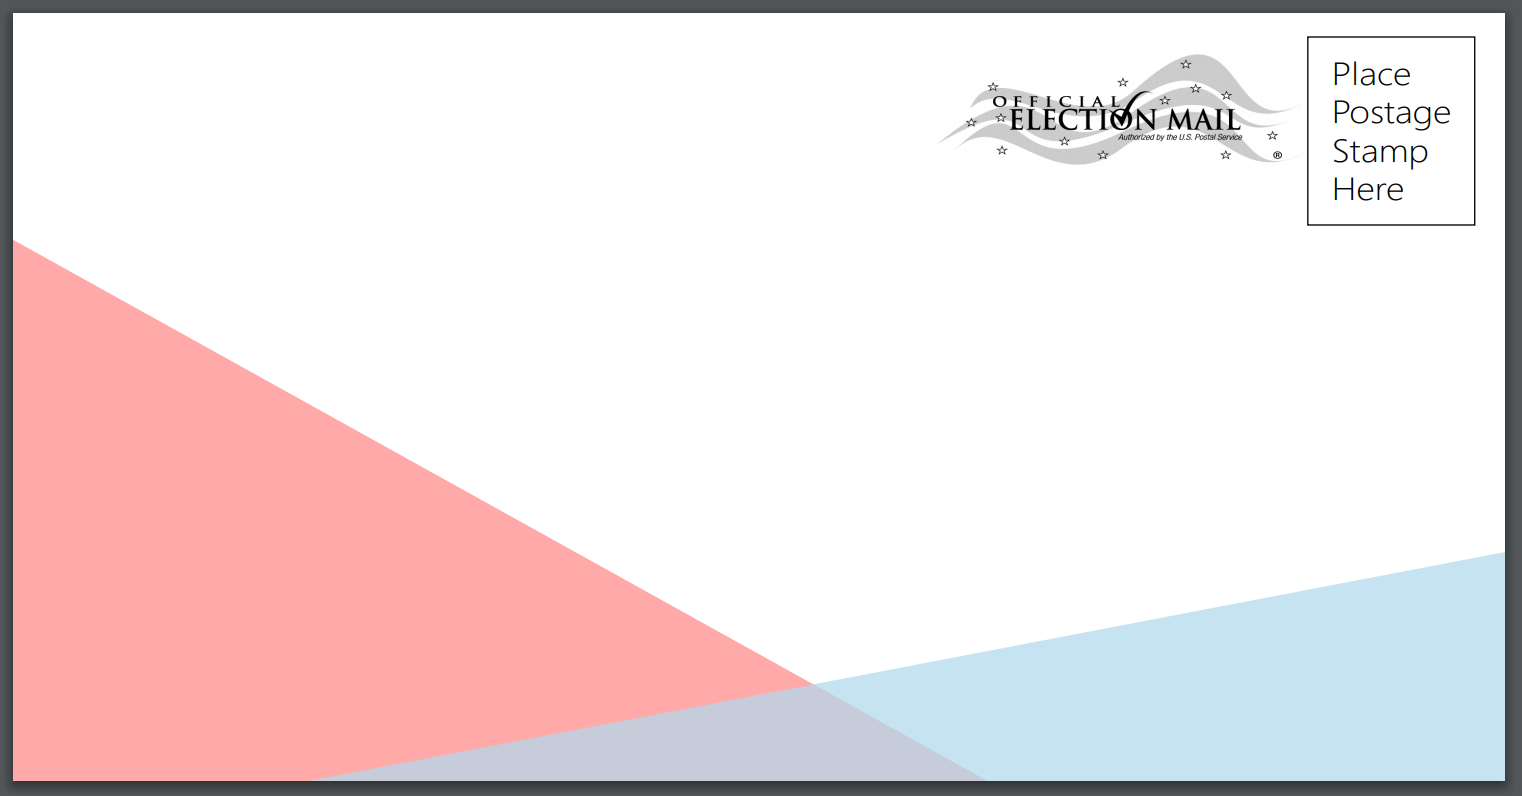 OFFICIAL
ELECTION MAIL
Authorized by the U.S. Postal Service
®
Place
Postage
Stamp
Here